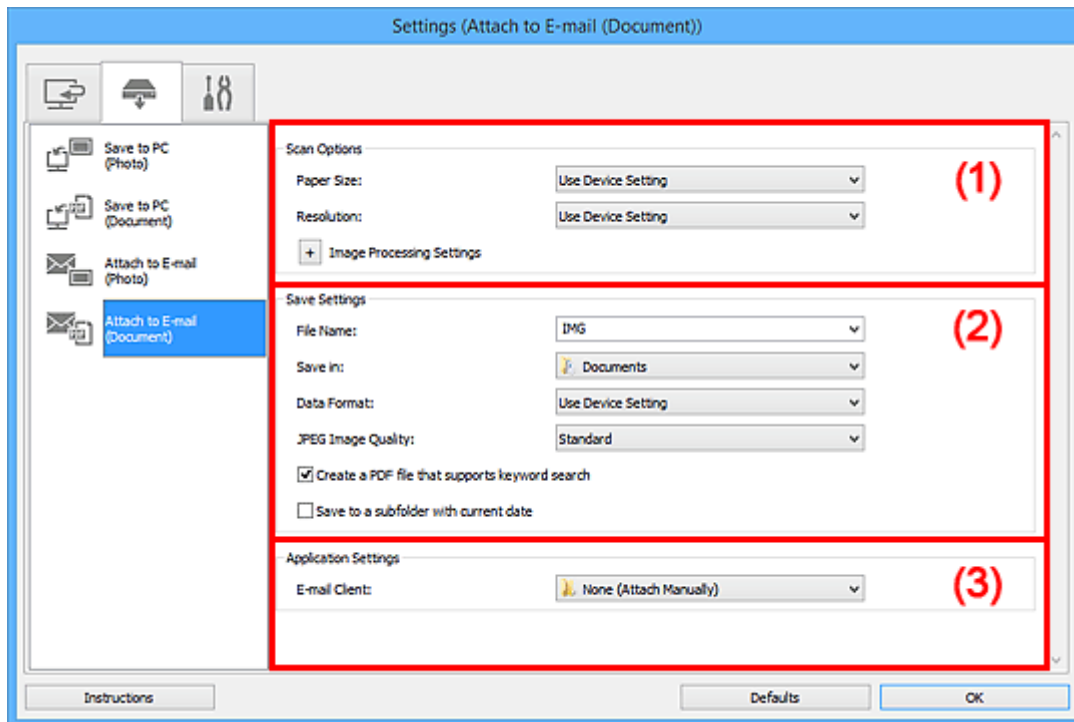 Settings (Attach to E-mail (Document))
Save to PC
(Photo)
Save to PC
(Document)
Attach to E-mail
(Photo)
Attach to E-mail
(Document)
Scan Options
(1)
Paper Size: Use Device Setting
Resolution: Use Device Setting
+ Image Processing Settings
Save Settings
(2)
File Name: IMG
Save in: Documents
Data Format: Use Device Setting
JPEG Image Quality: Standard
Create a PDF file that supports keyword search
Save to a subfolder with current date
Application Settings
(3)
E-mail Client: None (Attach Manually)
Instructions Defaults OK